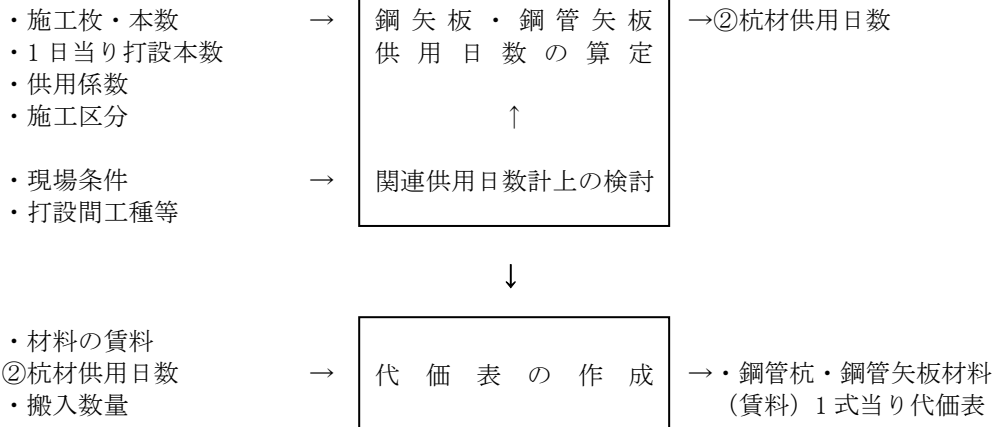 ・施工枚・本数 → 鋼矢板・鋼管矢板 →②杭材供用日数
・1日当り打設本数 供用日数の算定
・供用係数
・施工区分 ↑
・現場条件 → 関連供用日数計上の検討
・打設間工種等
↓
・材料の賃料
②杭材供用日数 → 代価表の作成 →・鋼管杭・鋼管矢板材料
・搬入数量 (賃料)1式当り代価表